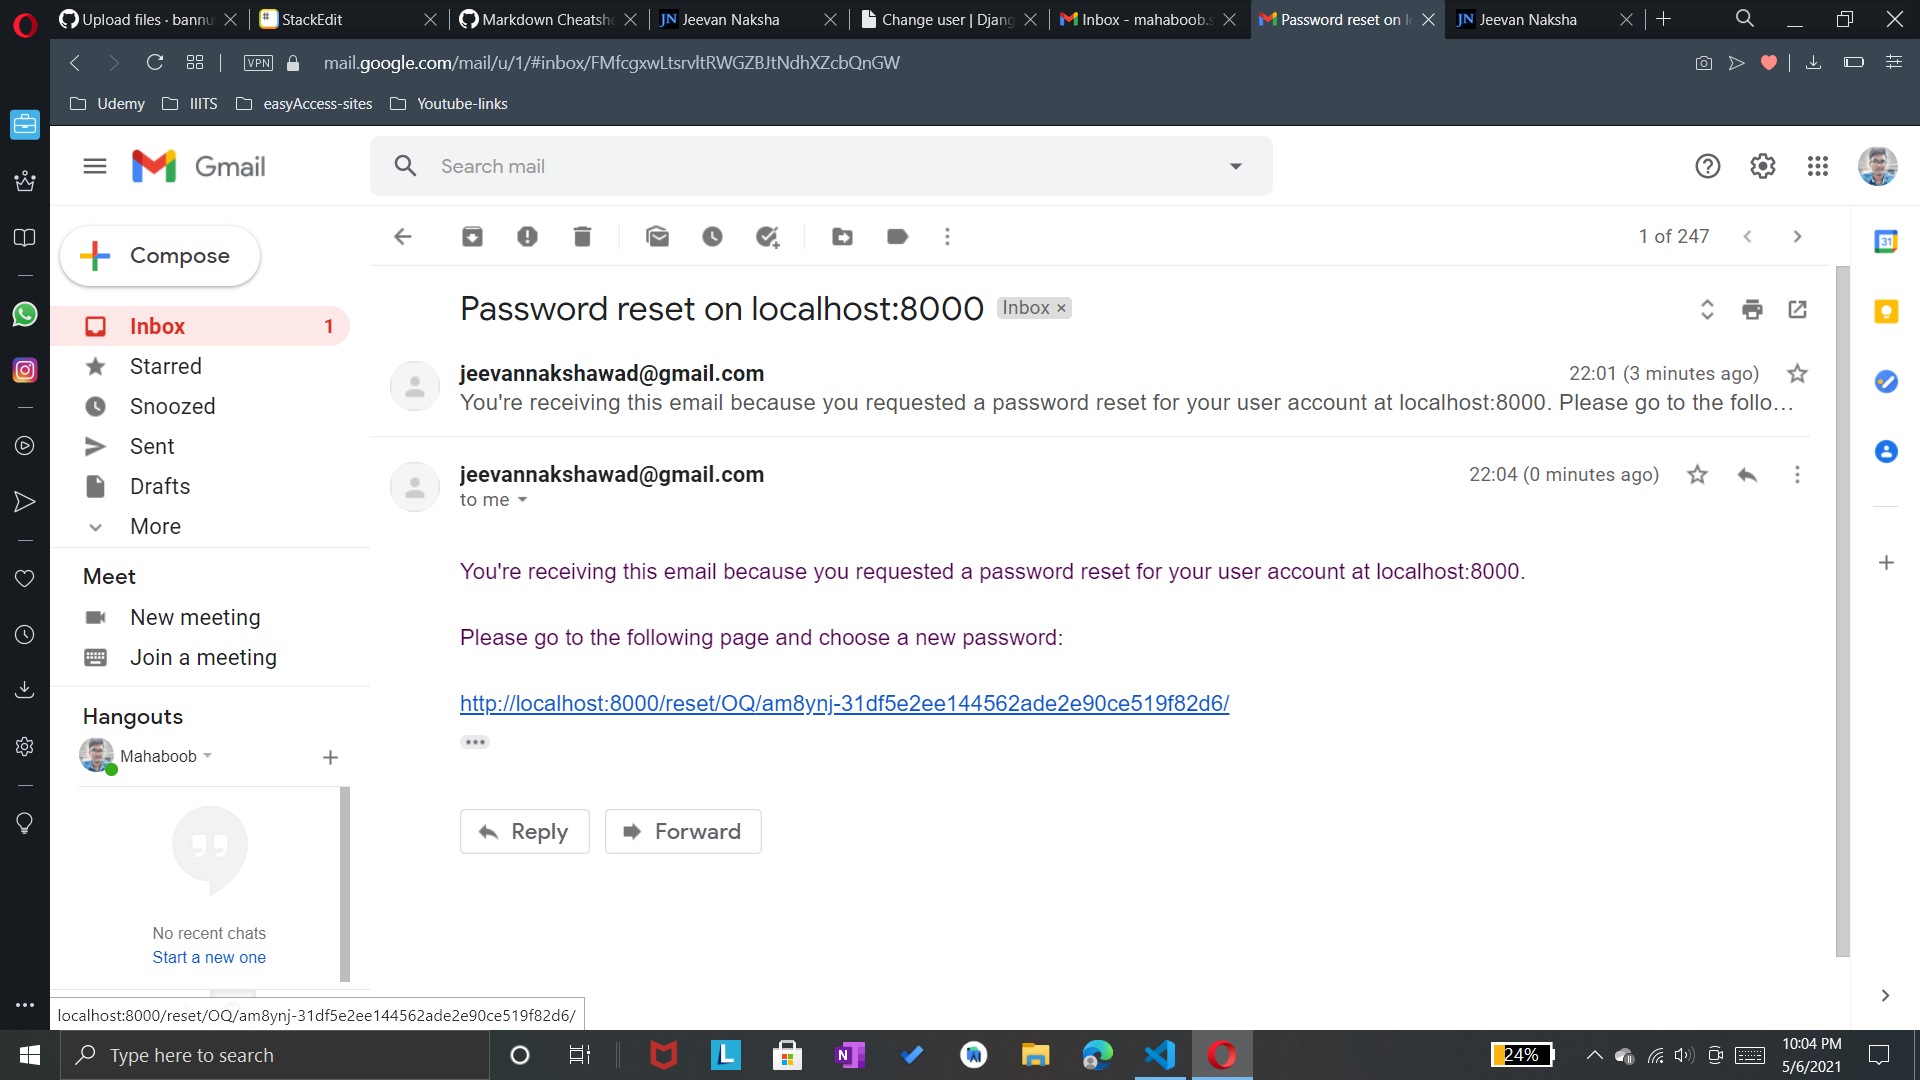 Upload files · bannu
StackEdit
Markdown Cheatshe
JN Jeevan Naksha
Change user | Djang
Inbox - mahaboob.s
Password reset on l
JN Jeevan Naksha
VPN
mail.google.com/mail/u/1/#inbox/FMfcgxwLtsrvltRWGZBJtNdhXZcbQnGW
Udemy
IIITS
easyAccess-sites
Youtube-links
Gmail
Search mail
Compose
1 of 247
31
Inbox 1
Starred
Snoozed
Sent
Drafts
More
Meet
New meeting
Join a meeting
Hangouts
Mahaboob
No recent chats
Start a new one
Password reset on localhost:8000 Inbox ×
jeevannakshawad@gmail.com 22:01 (3 minutes ago)
You're receiving this email because you requested a password reset for your user account at localhost:8000. Please go to the follo…
jeevannakshawad@gmail.com 22:04 (0 minutes ago)
to me
You're receiving this email because you requested a password reset for your user account at localhost:8000.
Please go to the following page and choose a new password:
http://localhost:8000/reset/OQ/am8ynj-31df5e2ee144562ade2e90ce519f82d6/
Reply
Forward
localhost:8000/reset/OQ/am8ynj-31df5e2ee144562ade2e90ce519f82d6/
Type here to search
L
N
24%
10:04 PM
5/6/2021